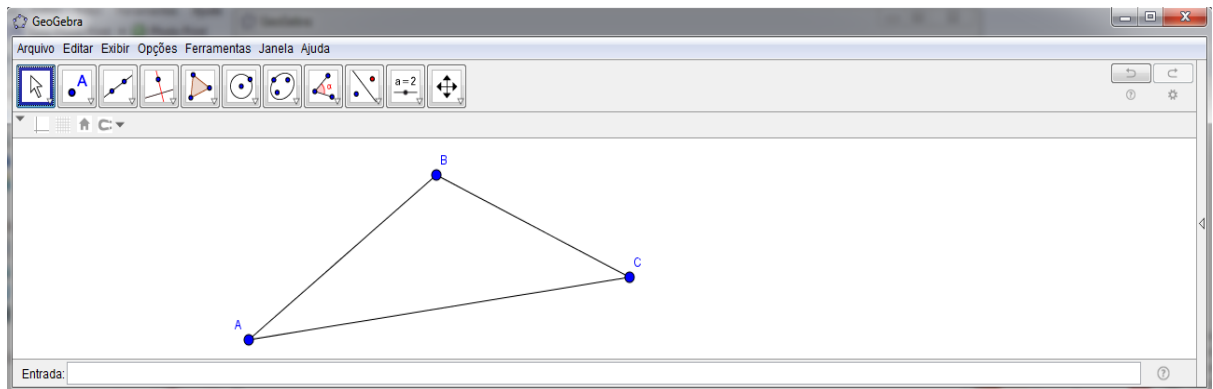 GeoGebra
Arquivo Editar Exibir Opções Ferramentas Janela Ajuda
A
α
a=2
B
C
A
Entrada: